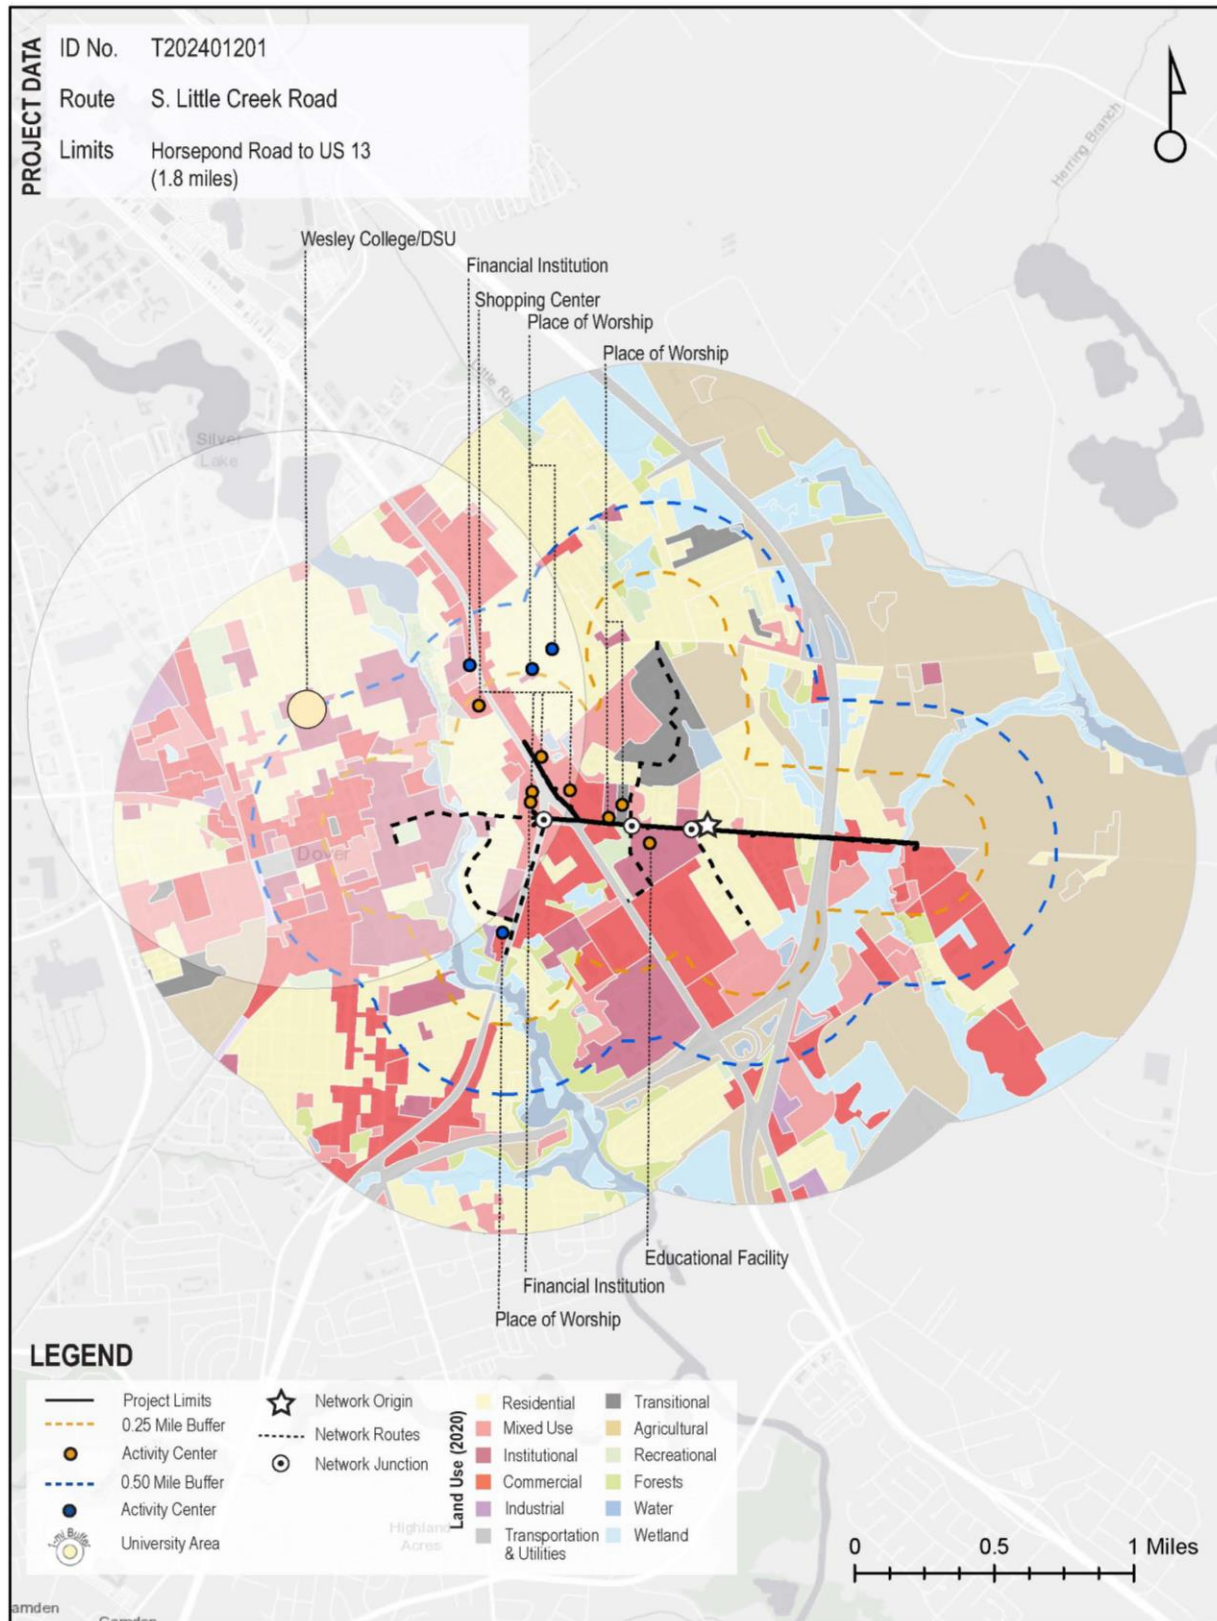 PROJECT DATA
ID No. T202401201
Route S. Little Creek Road
Limits Horsepond Road to US 13
(1.8 miles)
Herring Branch
Wesley College/DSU
Financial Institution
Shopping Center
Place of Worship
Place of Worship
Silver
Lake
Dover
Educational Facility
Financial Institution
Place of Worship
LEGEND
Project Limits
0.25 Mile Buffer
Activity Center
0.50 Mile Buffer
Activity Center
1-mi Buffer
University Area
Network Origin
Network Routes
Network Junction
Land Use (2020)
Residential
Mixed Use
Institutional
Commercial
Industrial
Transportation
& Utilities
Transitional
Agricultural
Recreational
Forests
Water
Wetland
Highland
Acres
0 0.5 1 Miles
amden